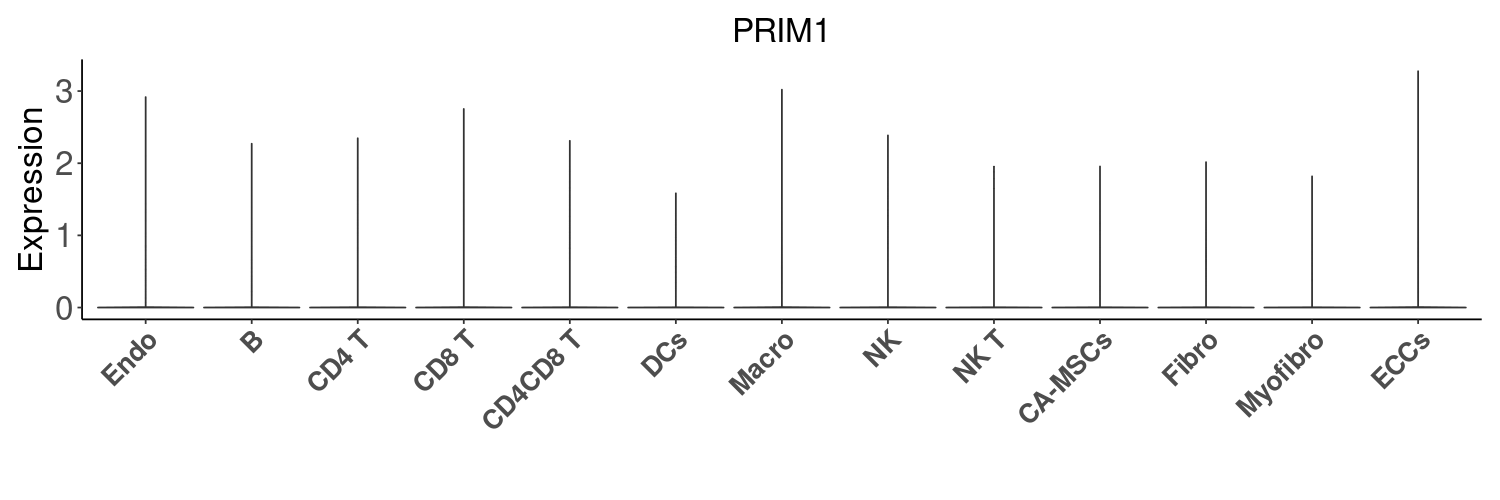 PRIM1
Expression
3
2
1
0
Endo
B
CD4 T
CD8 T
CD4CD8 T
DCs
Macro
NK
NK T
CA-MSCs
Fibro
Myofibro
ECCs